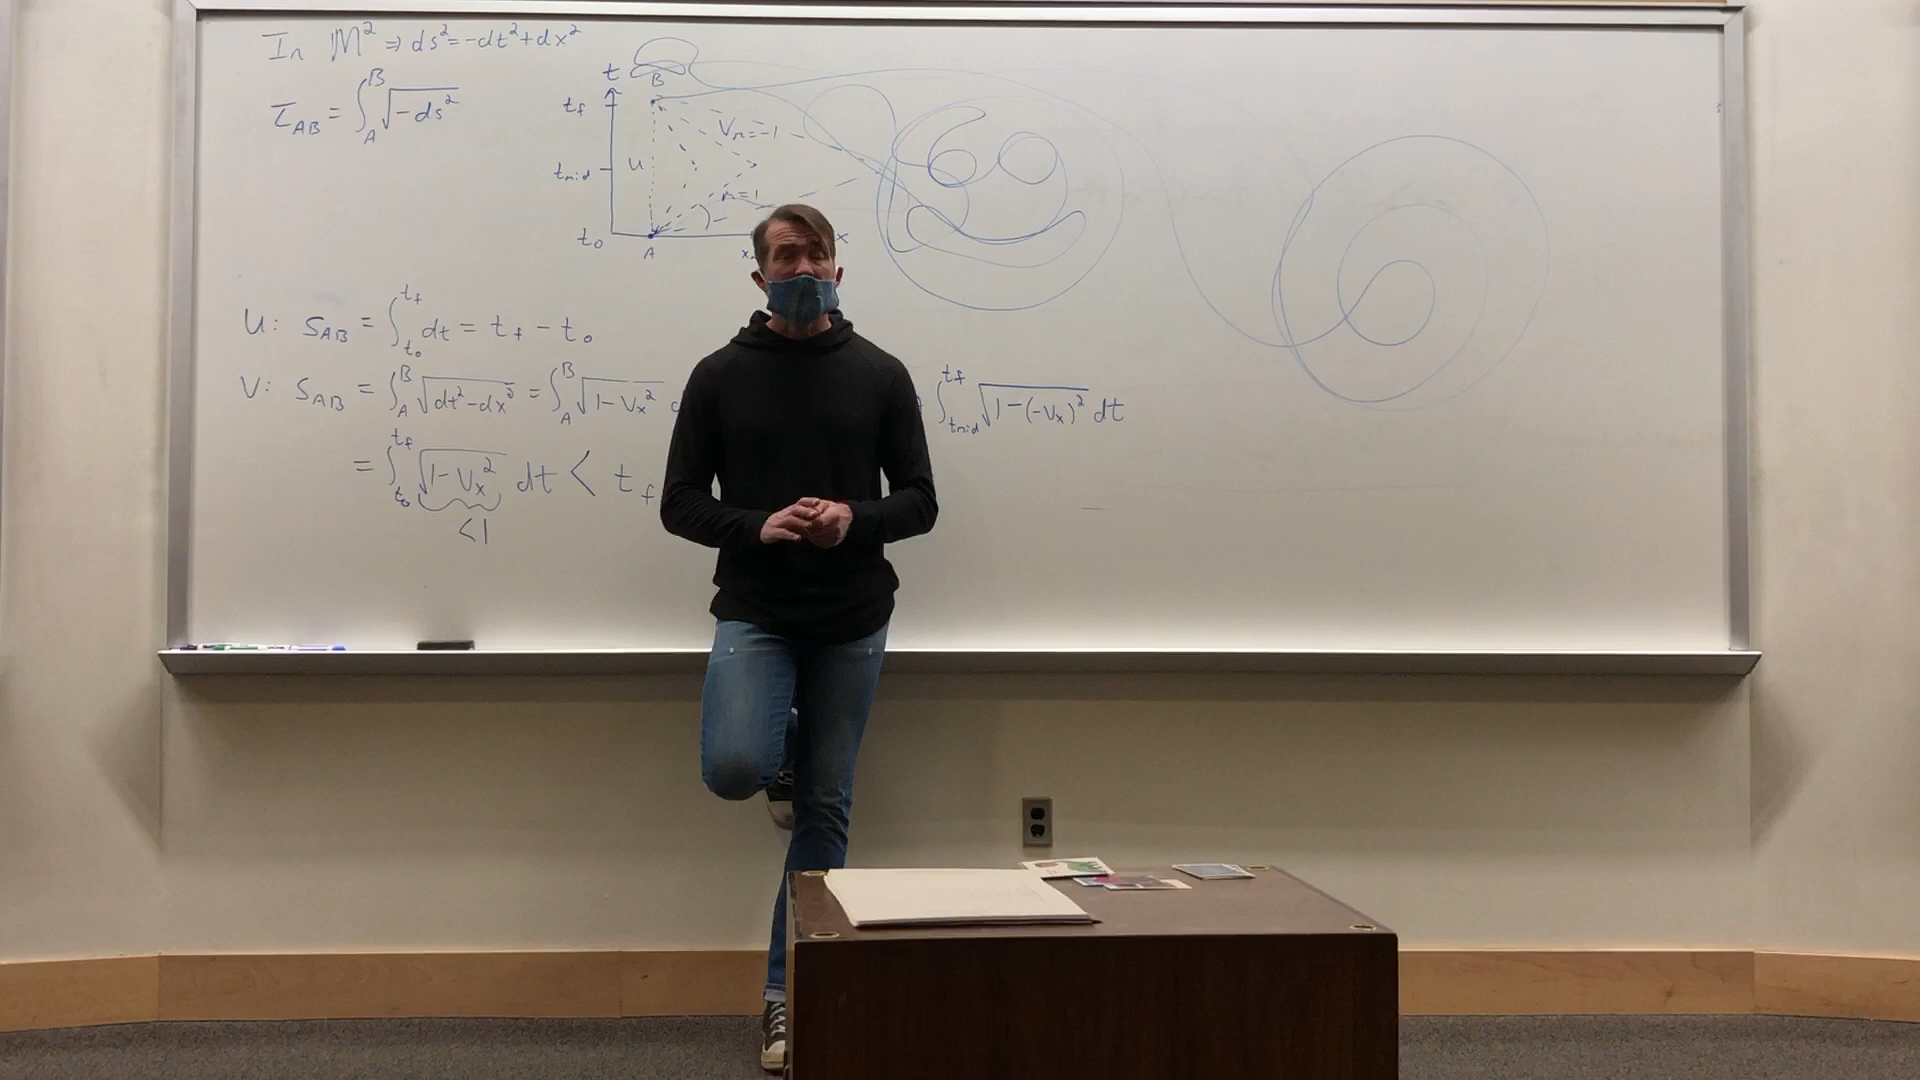 In M² ⇒ ds² = -dt² + dx²
τ_AB = ∫_A^B √(-ds²)
t
B
t_f
V m=-1
U
t_mid
m=1
t_0
A
x
U: S_AB = ∫_{t_0}^{t_f} dt = t_f - t_0
V: S_AB = ∫_A^B √(dt² - dx²) = ∫_A^B √(1 - V_x²) ∫_{t_mid}^{t_f} √(1-(-V_x)²) dt
= ∫_{t_0}^{t_f} √(1 - V_x²) dt < t_f
<1